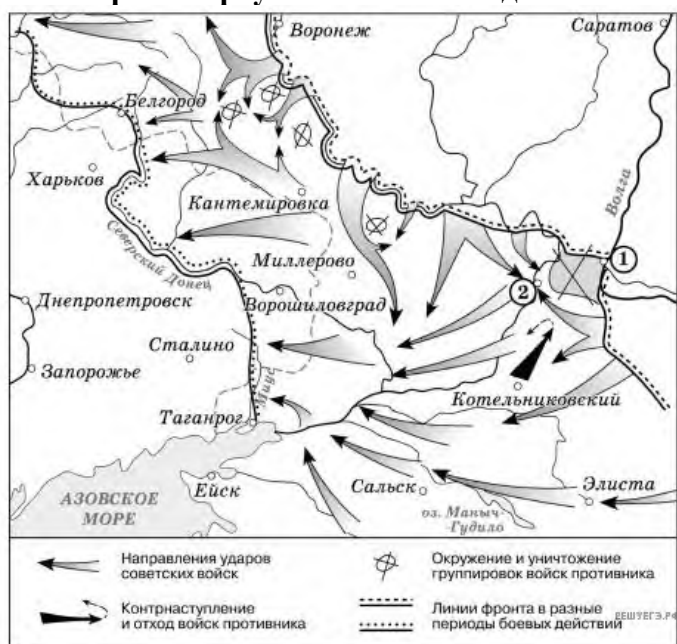 Воронеж
Саратов
Белгород
Харьков
Кантемировка
Волга
Северский Донец
Миллерово
1
2
Днепропетровск
Ворошиловград
Сталино
Запорожье
Миус
Котельниковский
Таганрог
АЗОВСКОЕ
МОРЕ
Ейск
Сальск
Элиста
оз. Маныч-
Гудило
Направления ударов
советских войск
Окружение и уничтожение
группировок войск противника
Контрнаступление
и отход войск противника
Линии фронта в разные
периоды боевых действий
РЕШУЕГЭ.РФ